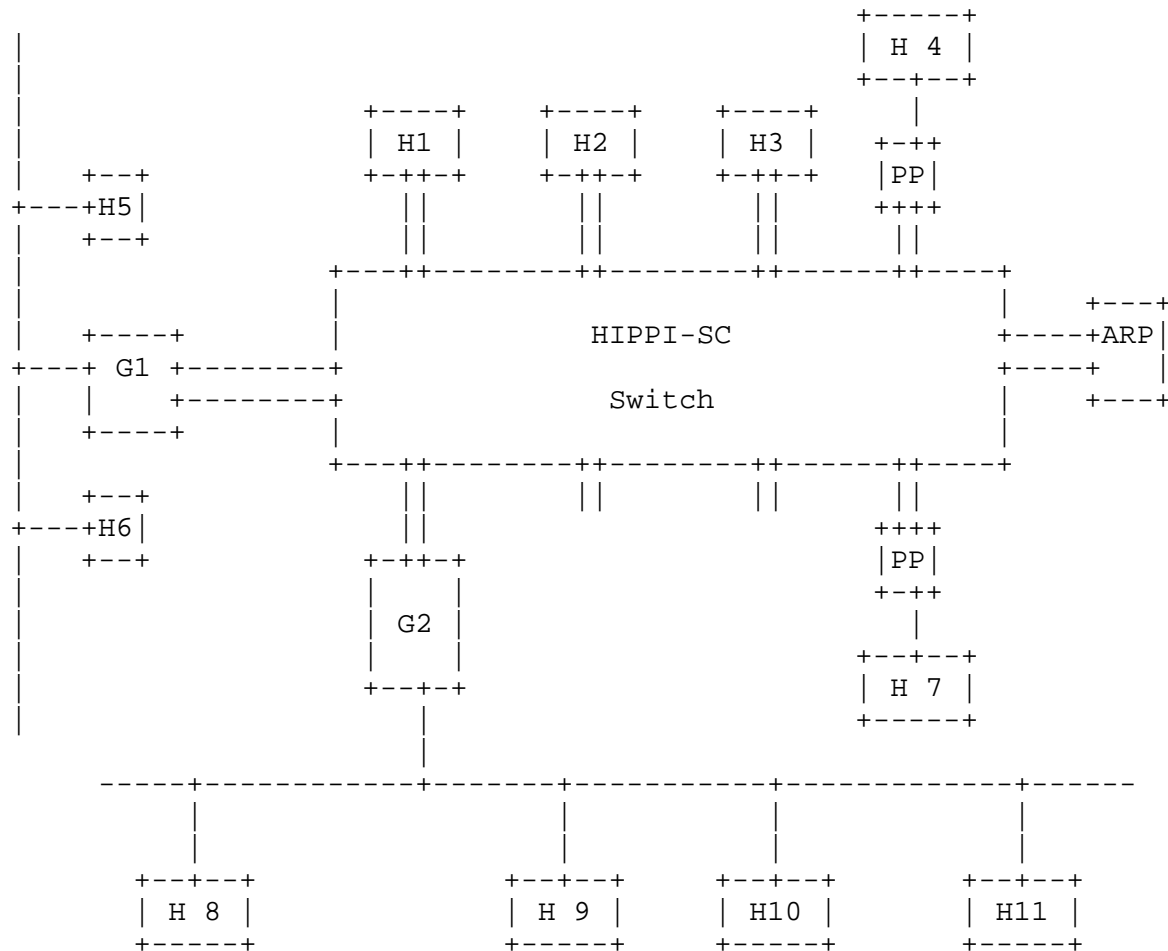 H 4
H1 H2 H3
PP
H5
HIPPI-SC ARP
G1
Switch
H6
PP
G2
H 7
H 8 H 9 H10 H11